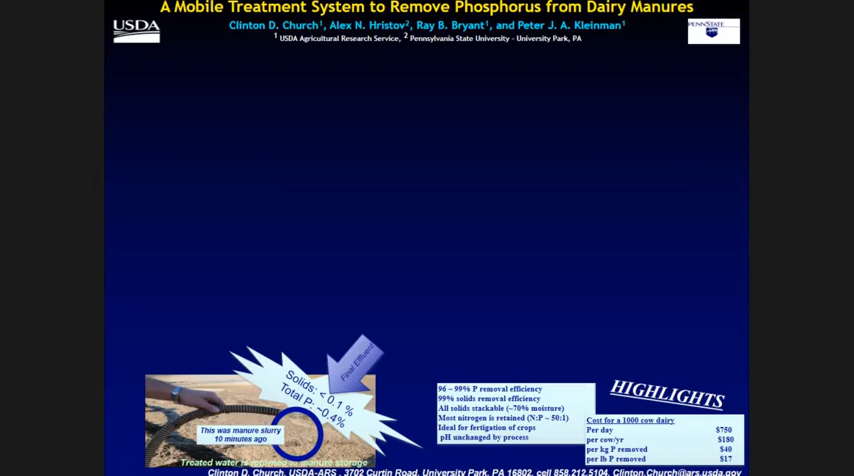 A Mobile Treatment System to Remove Phosphorus from Dairy Manures
Clinton D. Church¹, Alex N. Hristov², Ray B. Bryant¹, and Peter J. A. Kleinman¹
¹ USDA Agricultural Research Service, ² Pennsylvania State University - University Park, PA
USDA
PENNSTATE
Final Effluent
Solids: < 0.1 %
Total P: ~0.4%
This was manure slurry
10 minutes ago
Treated water is returned to manure storage
96 – 99% P removal efficiency
99% solids removal efficiency
All solids stackable (~70% moisture)
Most nitrogen is retained (N:P ~ 50:1)
Ideal for fertigation of crops
pH unchanged by process
HIGHLIGHTS
Cost for a 1000 cow dairy
Per day $750
per cow/yr $180
per kg P removed $40
per lb P removed $17
Clinton D. Church, USDA-ARS , 3702 Curtin Road, University Park, PA 16802, cell 858.212.5104, Clinton.Church@ars.usda.gov